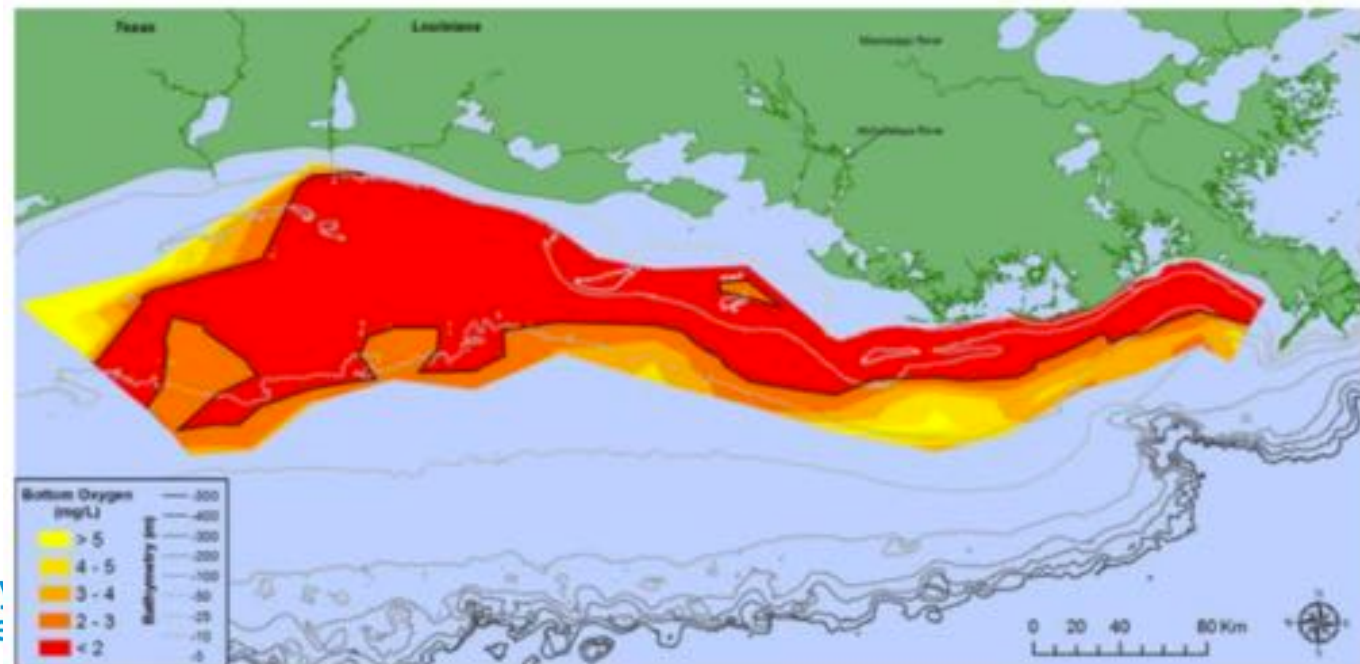 Texas Louisiana
Mississippi River
Atchafalaya River
Bottom Oxygen
(mg/L)
> 5
4 - 5
3 - 4
2 - 3
< 2
Bathymetry (m)
-500
-400
-300
-200
-100
-50
-25
-10
-5
0 20 40 80 Km